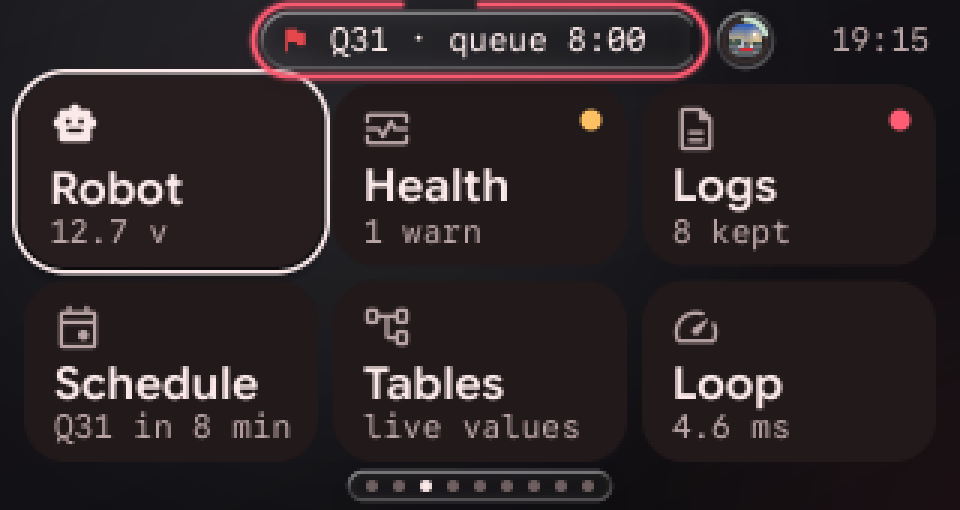 Q31 · queue 8:00
19:15
Robot
12.7 v
Health
1 warn
Logs
8 kept
Schedule
Q31 in 8 min
Tables
live values
Loop
4.6 ms